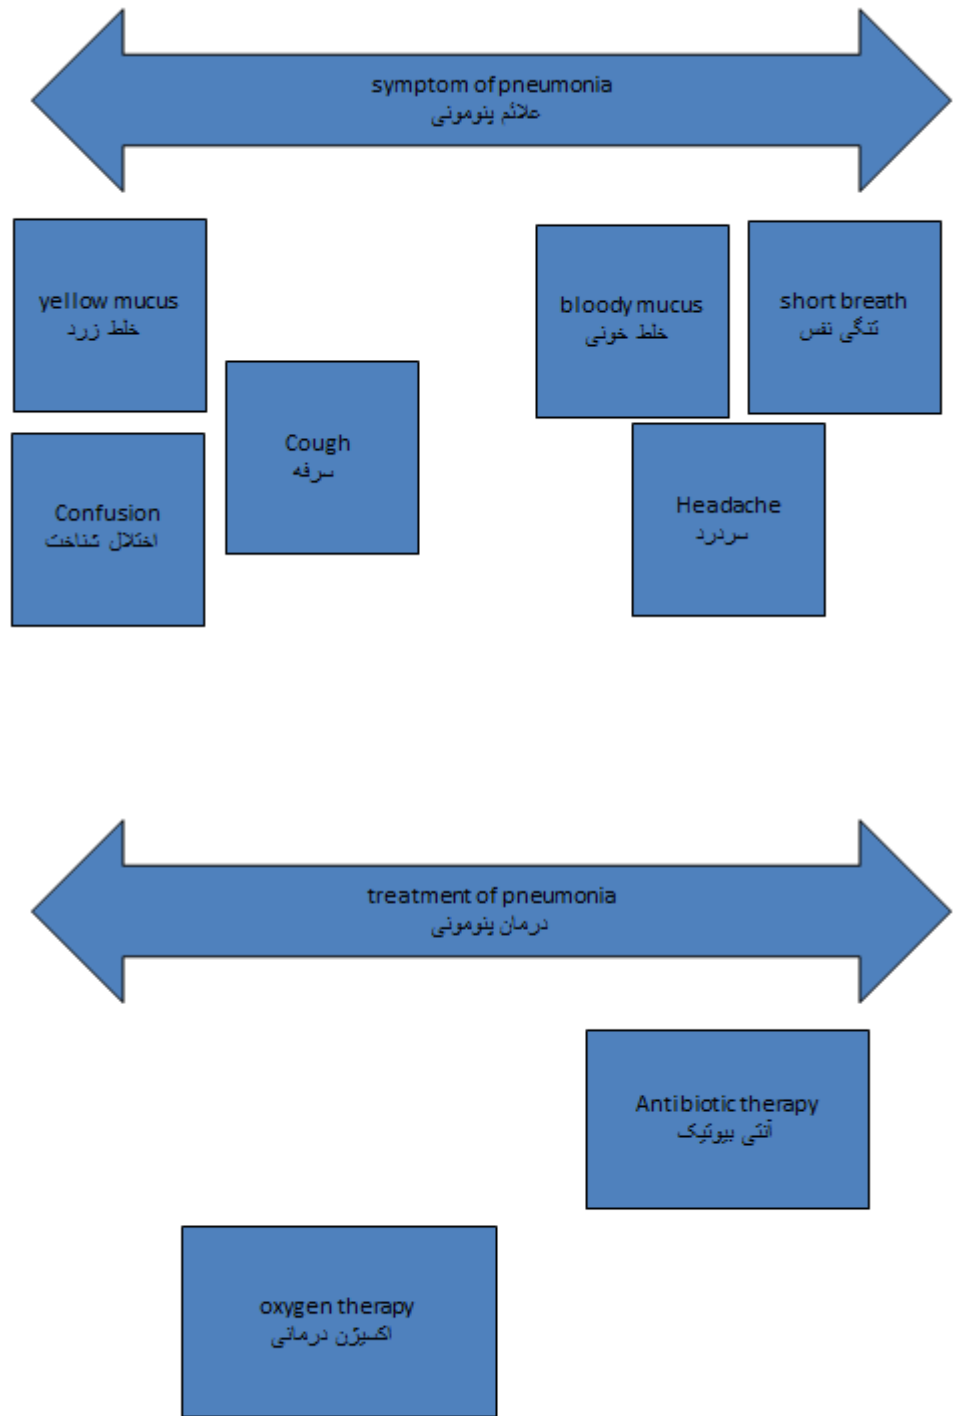 symptom of pneumonia
علائم پنومونی
yellow mucus
خلط زرد
bloody mucus
خلط خونی
short breath
تنگی نفس
Cough
سرفه
Headache
سردرد
Confusion
اختلال شناخت
treatment of pneumonia
درمان پنومونی
Antibiotic therapy
آنتی بیوتیک
oxygen therapy
اکسیژن درمانی